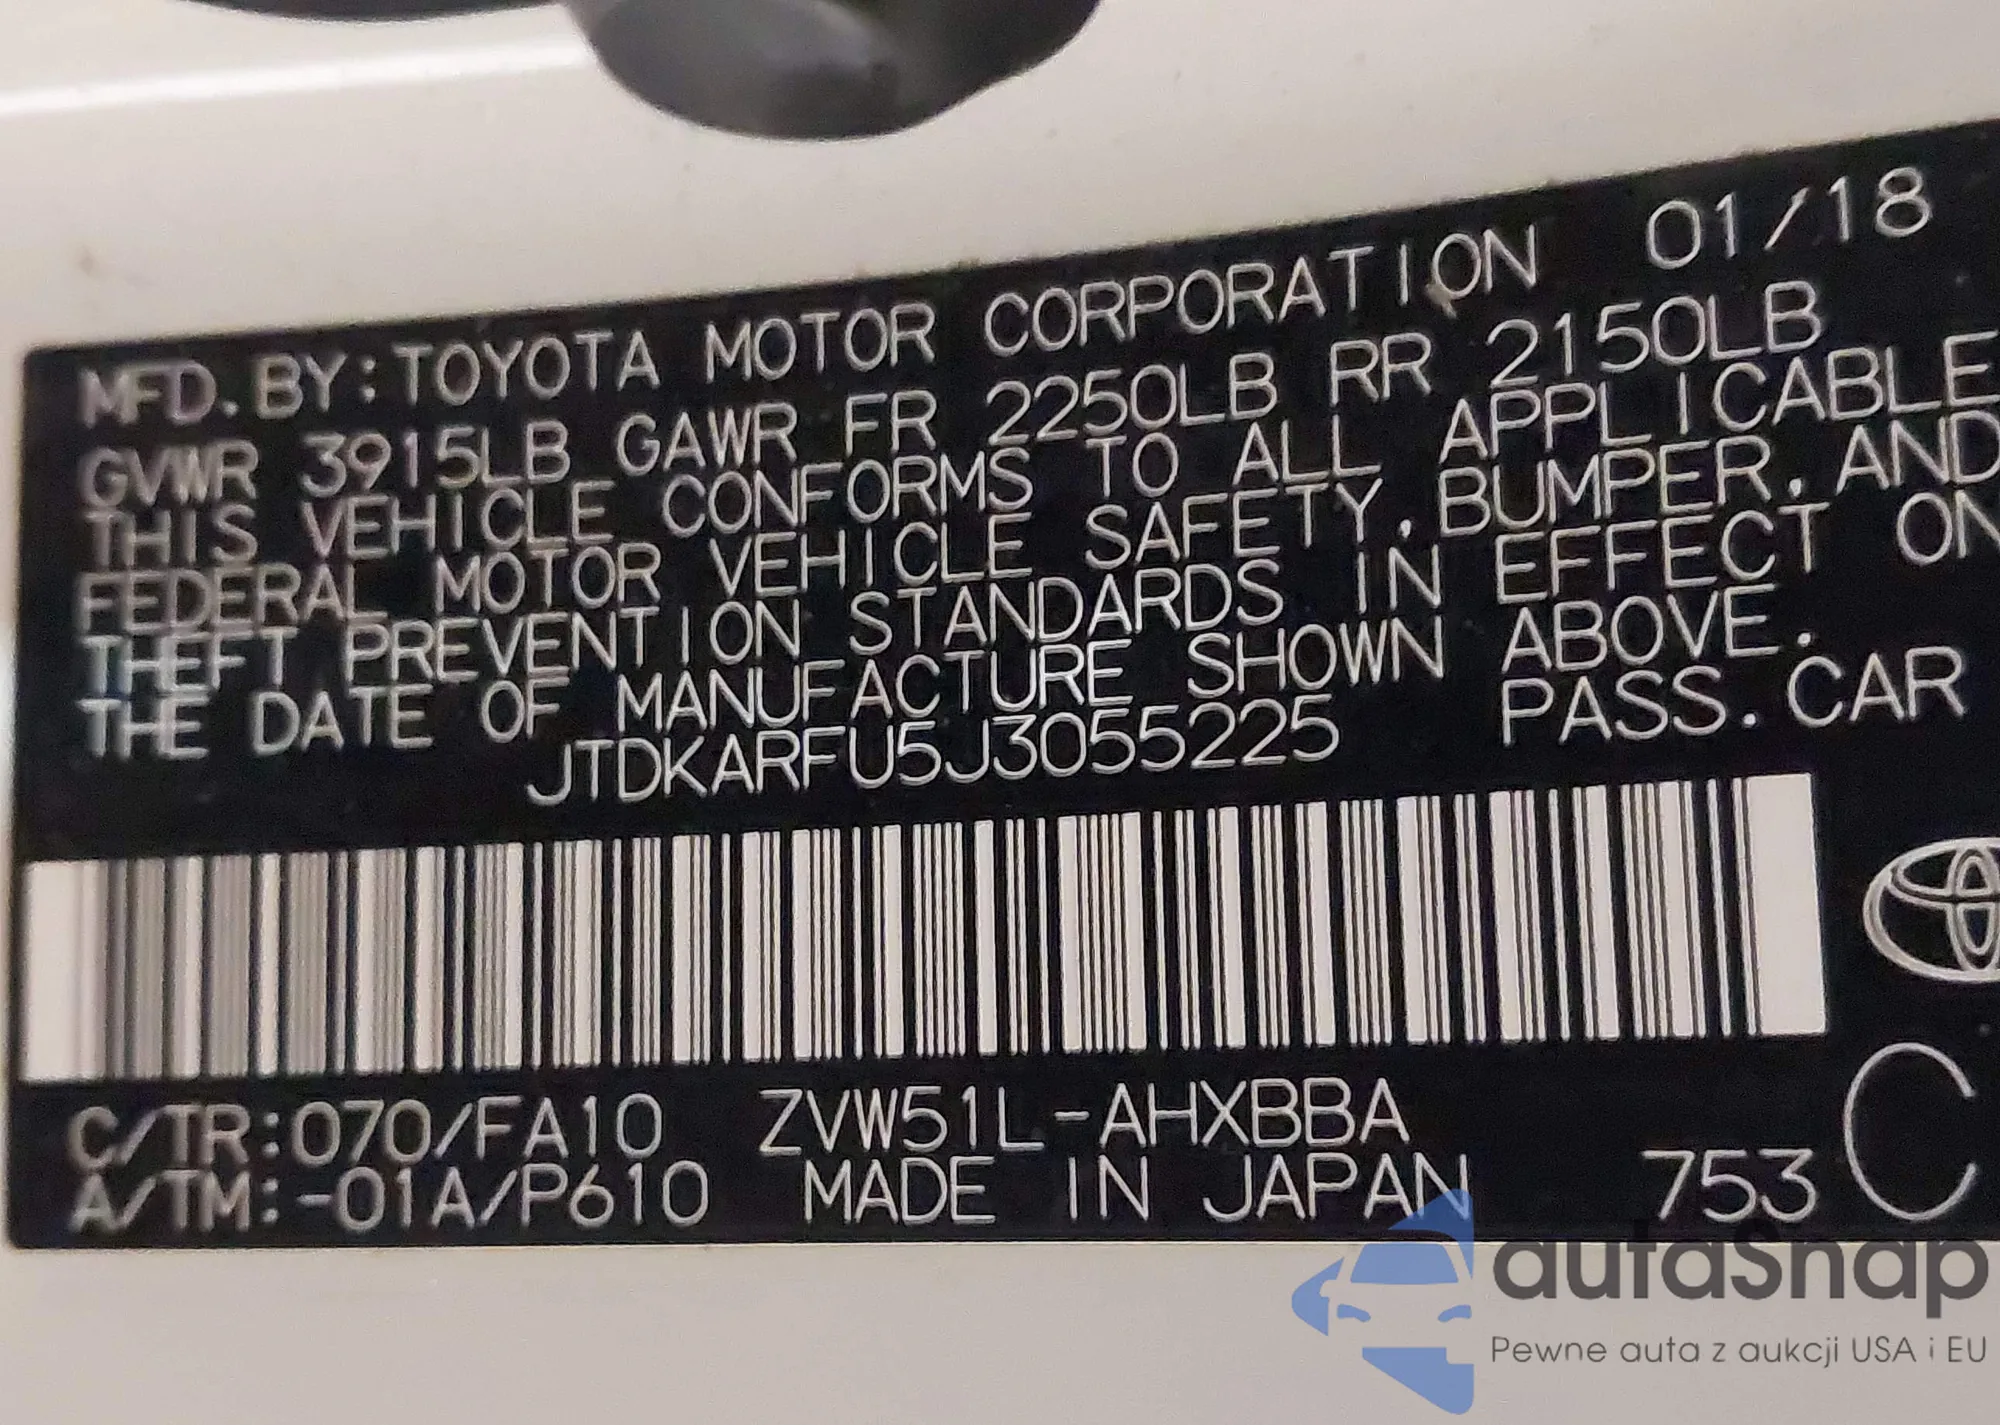 MFD. BY: TOYOTA MOTOR CORPORATION 01/18
GVWR 3915LB GAWR FR 2250LB RR 2150LB
THIS VEHICLE CONFORMS TO ALL APPLICABLE
FEDERAL MOTOR VEHICLE SAFETY, BUMPER, AND
THEFT PREVENTION STANDARDS IN EFFECT ON
THE DATE OF MANUFACTURE SHOWN ABOVE.
JTDKARFU5J3055225 PASS. CAR
C/TR: 070/FA10 ZVW51L-AHXBBA
A/TM: -01A/P610 MADE IN JAPAN 753 C
autaSnap
Pewne auta z aukcji USA i EU